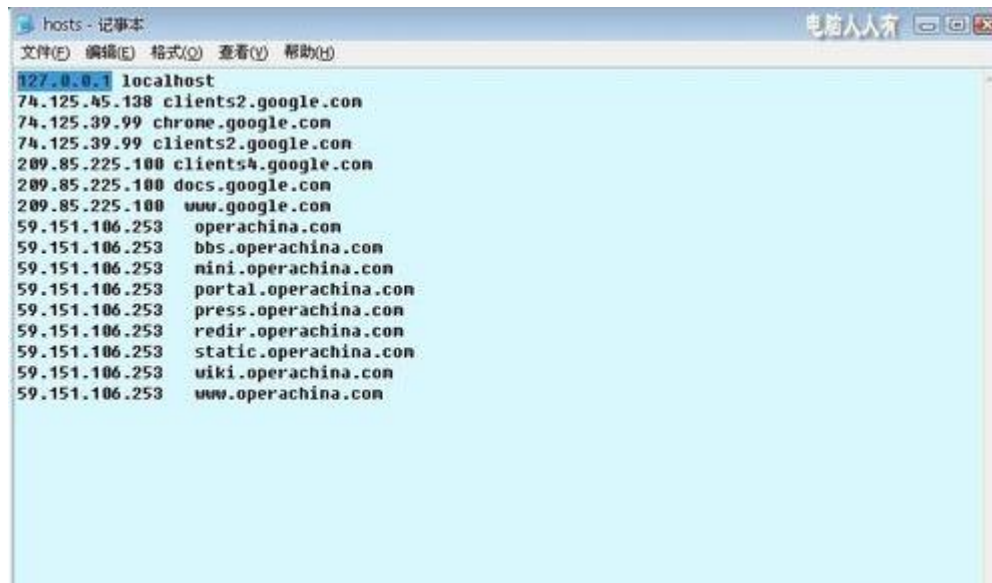 hosts - 记事本
电脑人人有
文件(F) 编辑(E) 格式(O) 查看(V) 帮助(H)
127.0.0.1 localhost
74.125.45.138 clients2.google.com
74.125.39.99 chrome.google.com
74.125.39.99 clients2.google.com
209.85.225.100 clients4.google.com
209.85.225.100 docs.google.com
209.85.225.100 www.google.com
59.151.106.253 operachina.com
59.151.106.253 bbs.operachina.com
59.151.106.253 mini.operachina.com
59.151.106.253 portal.operachina.com
59.151.106.253 press.operachina.com
59.151.106.253 redir.operachina.com
59.151.106.253 static.operachina.com
59.151.106.253 wiki.operachina.com
59.151.106.253 www.operachina.com